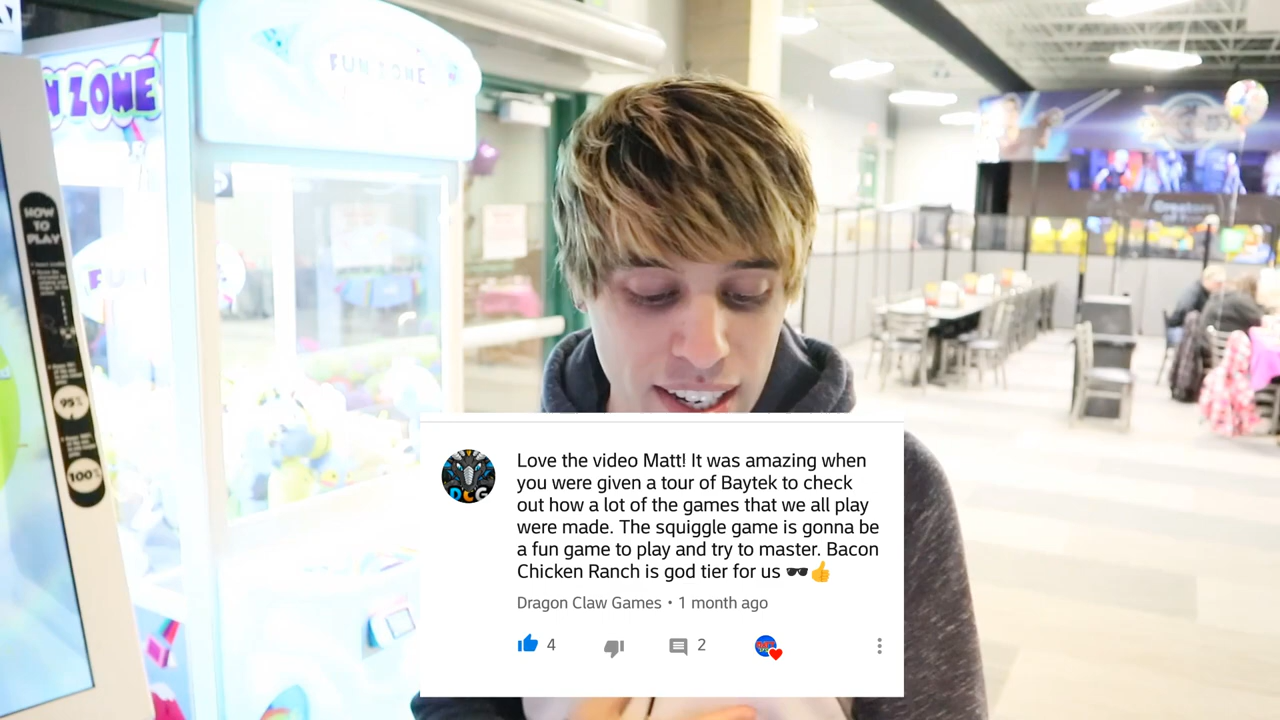 FUN ZONE
N ZONE
HOW
TO
PLAY
95%
100%
Love the video Matt! It was amazing when
you were given a tour of Baytek to check
out how a lot of the games that we all play
were made. The squiggle game is gonna be
a fun game to play and try to master. Bacon
Chicken Ranch is god tier for us 🕶️👍
Dragon Claw Games • 1 month ago
4
2
DCG